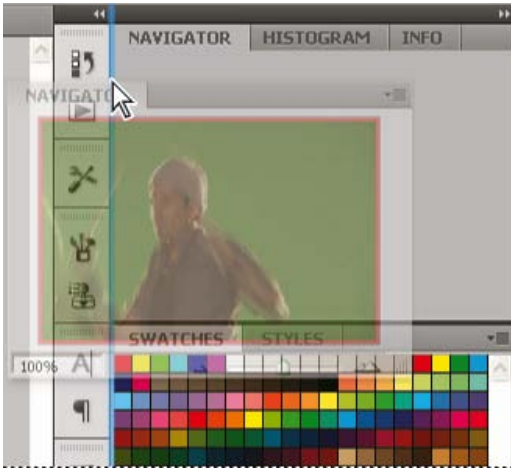 NAVIGATOR HISTOGRAM INFO
NAVIGATOR
SWATCHES STYLES
100%